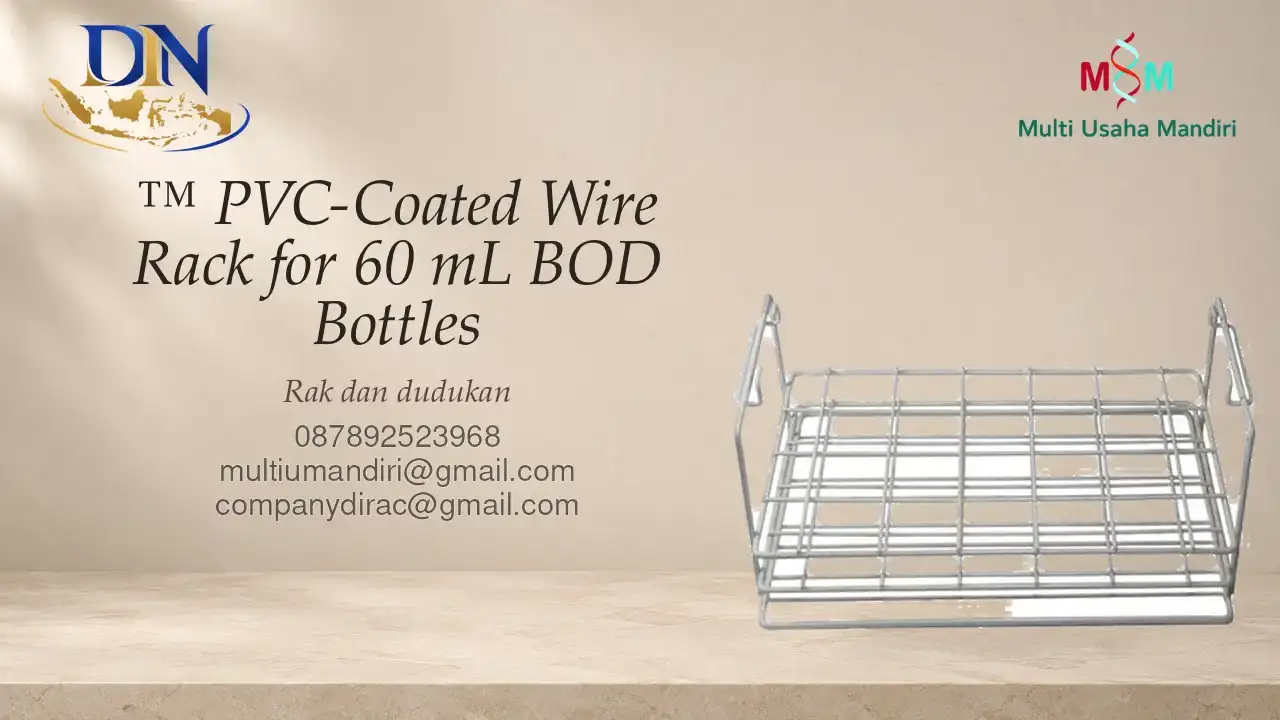 DN
MSM
Multi Usaha Mandiri
™ PVC-Coated Wire
Rack for 60 mL BOD
Bottles
Rak dan dudukan
087892523968
multiumandiri@gmail.com
companydirac@gmail.com